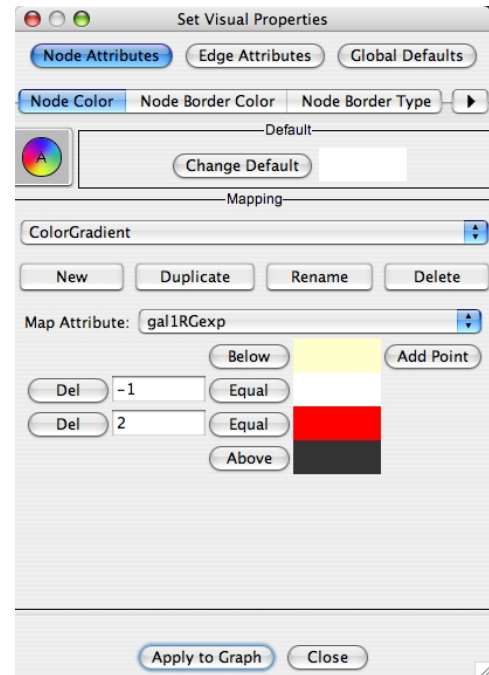 Set Visual Properties
Node Attributes Edge Attributes Global Defaults
Node Color Node Border Color Node Border Type
Default
A
Change Default
Mapping
ColorGradient
New Duplicate Rename Delete
Map Attribute: gal1RGexp
Below Add Point
Del -1 Equal
Del 2 Equal
Above
Apply to Graph Close